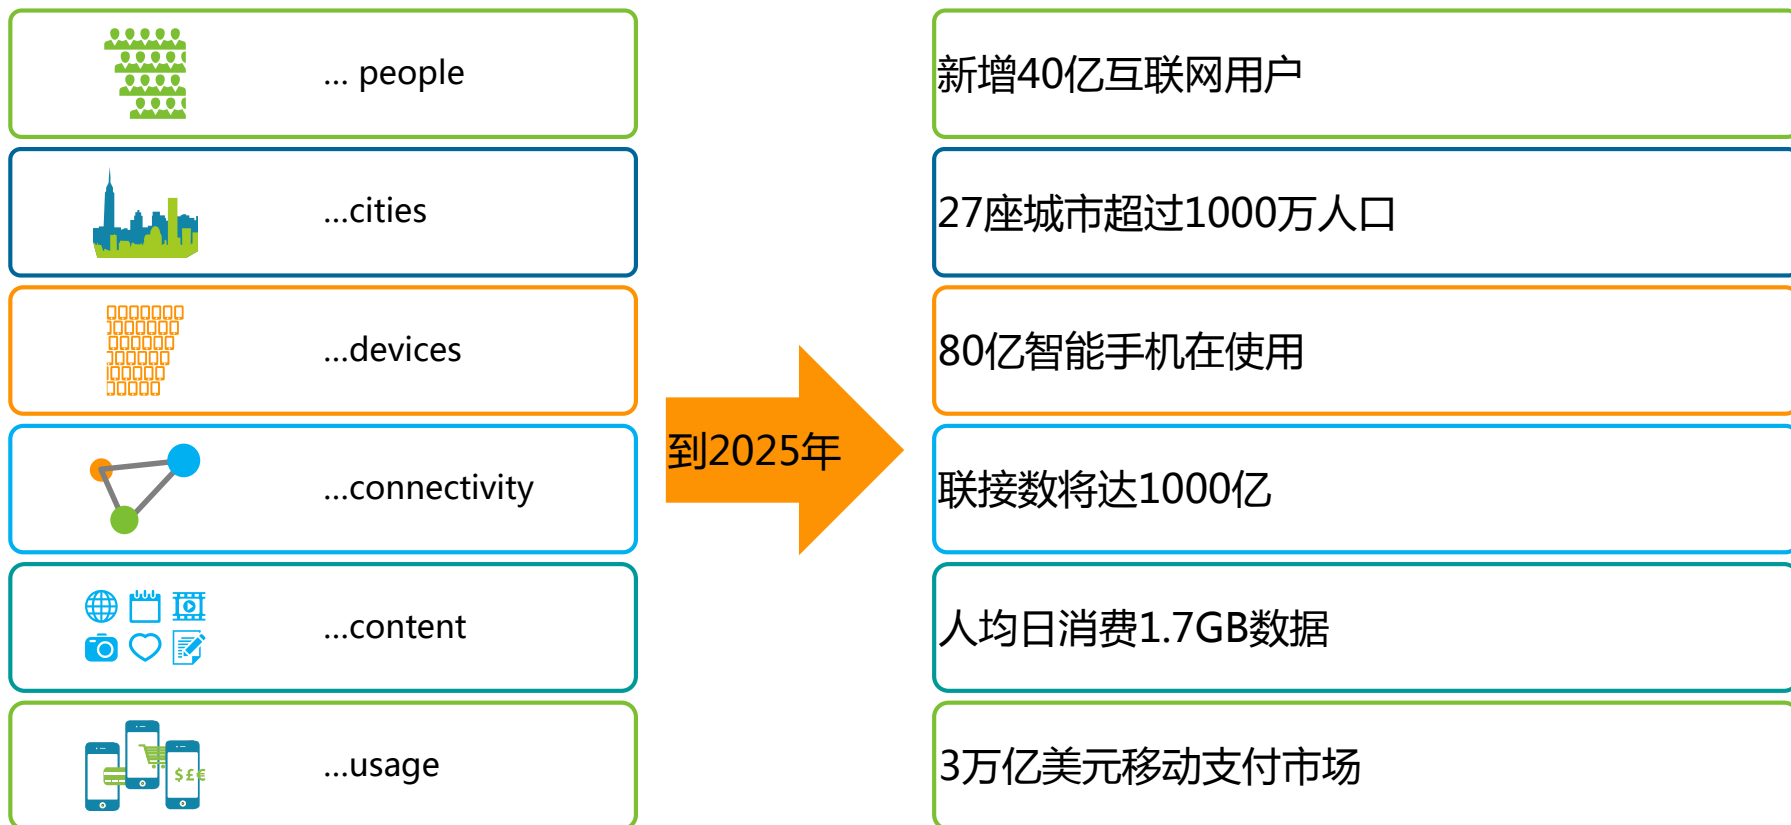 ... people
新增40亿互联网用户
...cities
27座城市超过1000万人口
...devices
80亿智能手机在使用
到2025年
...connectivity
联接数将达1000亿
...content
人均日消费1.7GB数据
$£€
...usage
3万亿美元移动支付市场